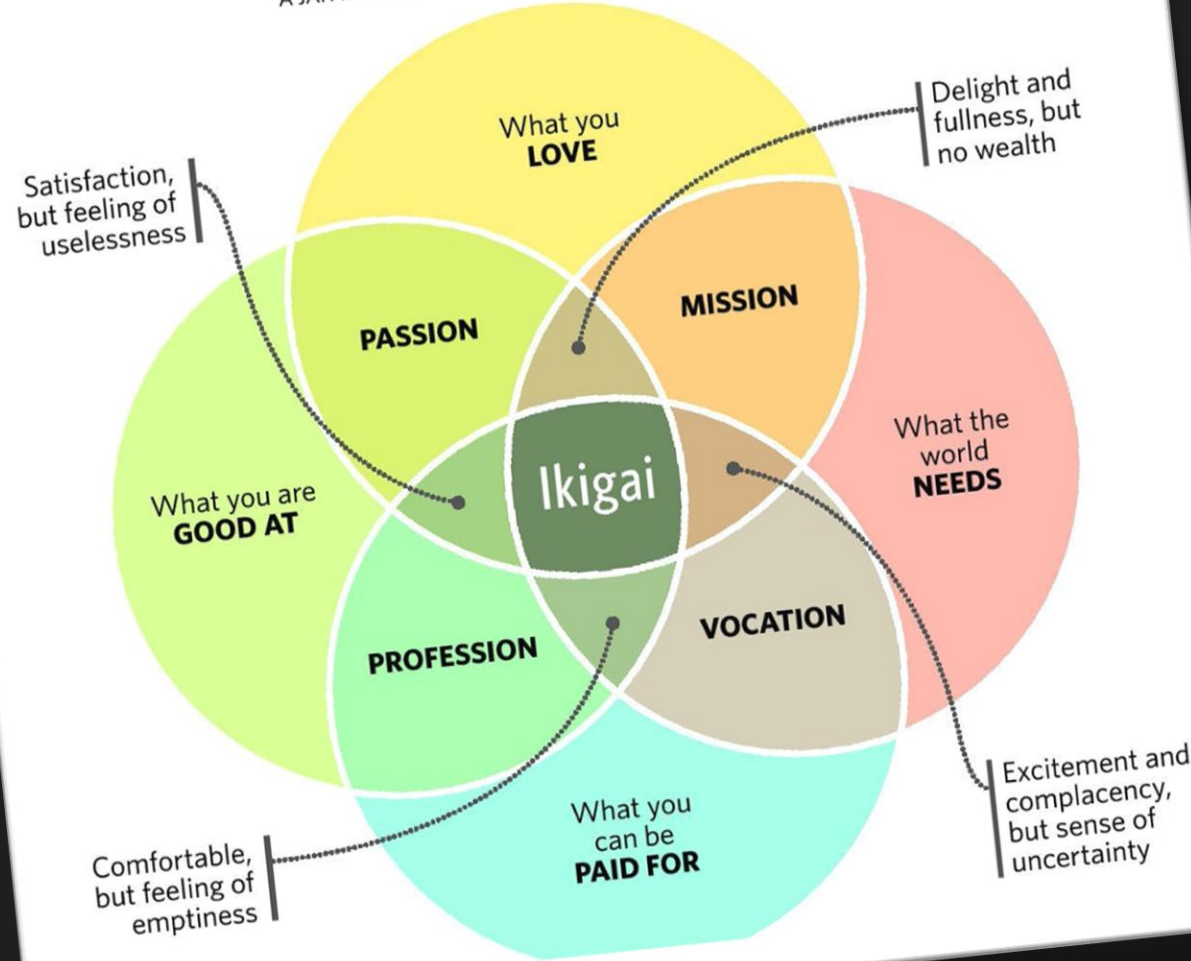 What you
LOVE
Delight and
fullness, but
no wealth
Satisfaction,
but feeling of
uselessness
PASSION
MISSION
What you are
GOOD AT
Ikigai
What the
world
NEEDS
PROFESSION
VOCATION
What you
can be
PAID FOR
Comfortable,
but feeling of
emptiness
Excitement and
complacency,
but sense of
uncertainty